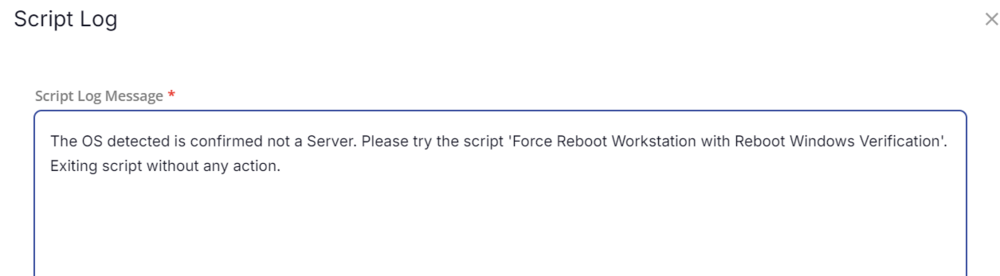 Script Log
Script Log Message *
The OS detected is confirmed not a Server. Please try the script 'Force Reboot Workstation with Reboot Windows Verification'.
Exiting script without any action.